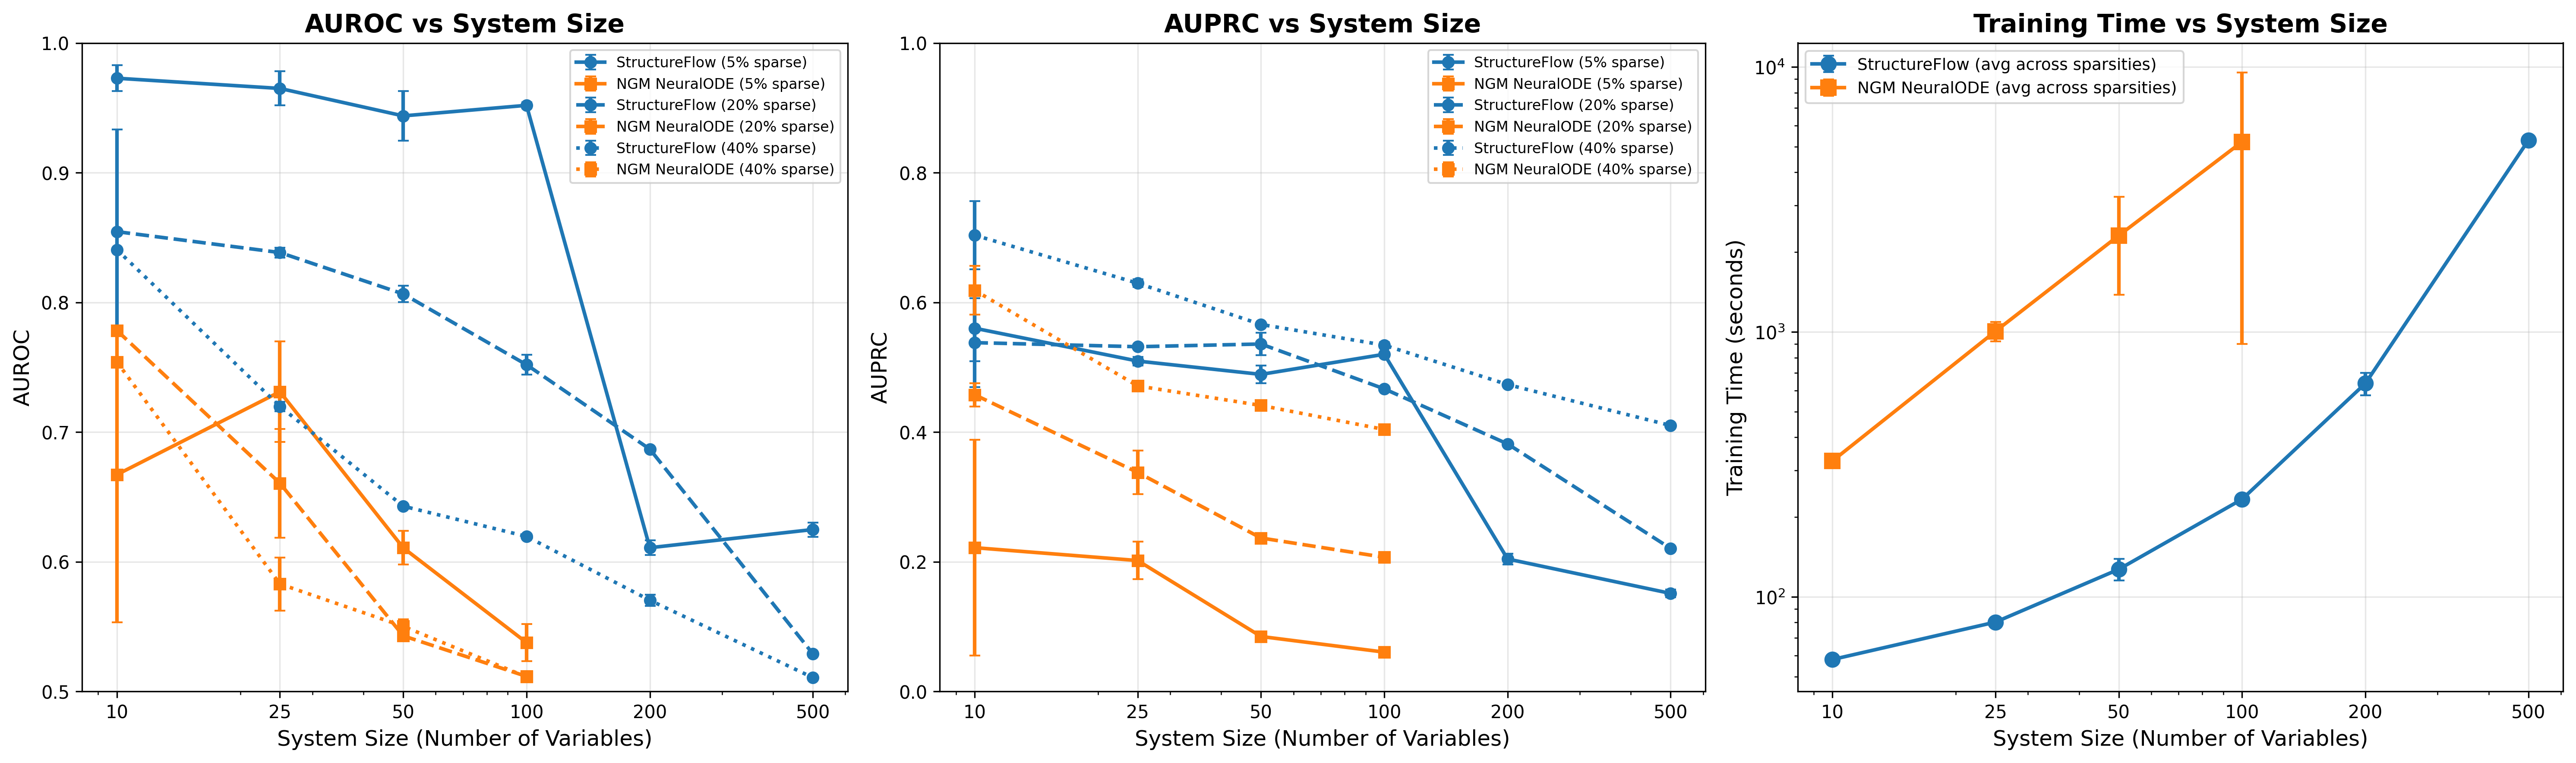 AUROC vs System Size
1.0
0.9
0.8
0.7
0.6
0.5
AUROC
StructureFlow (5% sparse)
NGM NeuralODE (5% sparse)
StructureFlow (20% sparse)
NGM NeuralODE (20% sparse)
StructureFlow (40% sparse)
NGM NeuralODE (40% sparse)
10 25 50 100 200 500
System Size (Number of Variables)
AUPRC vs System Size
1.0
0.8
0.6
0.4
0.2
0.0
AUPRC
StructureFlow (5% sparse)
NGM NeuralODE (5% sparse)
StructureFlow (20% sparse)
NGM NeuralODE (20% sparse)
StructureFlow (40% sparse)
NGM NeuralODE (40% sparse)
10 25 50 100 200 500
System Size (Number of Variables)
Training Time vs System Size
10⁴
10³
10²
Training Time (seconds)
StructureFlow (avg across sparsities)
NGM NeuralODE (avg across sparsities)
10 25 50 100 200 500
System Size (Number of Variables)